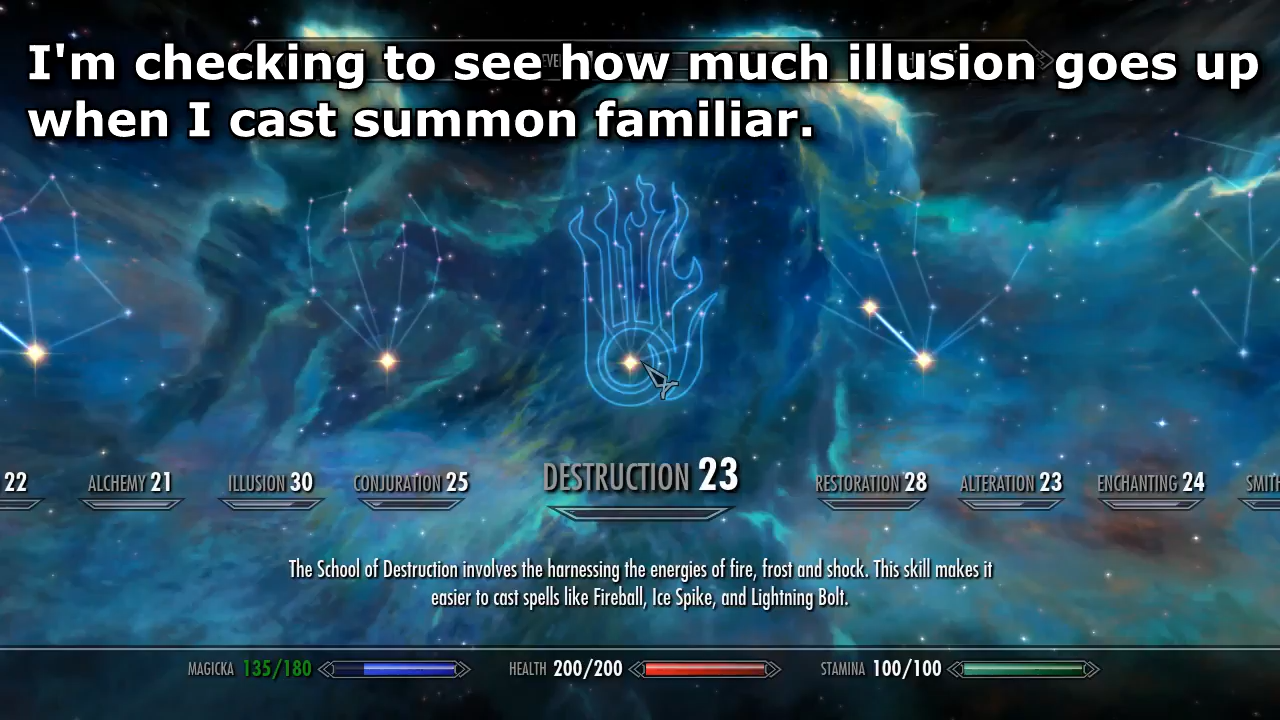 I'm checking to see how much illusion goes up
when I cast summon familiar.
22 ALCHEMY 21 ILLUSION 30 CONJURATION 25 DESTRUCTION 23 RESTORATION 28 ALTERATION 23 ENCHANTING 24 SMITH
The School of Destruction involves the harnessing the energies of fire, frost and shock. This skill makes it
easier to cast spells like Fireball, Ice Spike, and Lightning Bolt.
MAGICKA 135/180 HEALTH 200/200 STAMINA 100/100